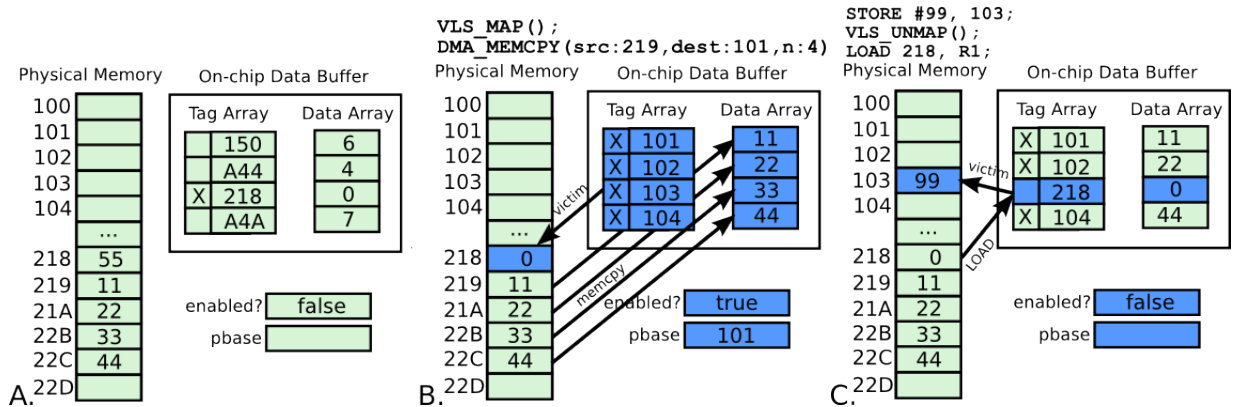 VLS_MAP();
DMA_MEMCPY(src:219,dest:101,n:4)
STORE #99, 103;
VLS_UNMAP();
LOAD 218, R1;
Physical Memory
On-chip Data Buffer
Tag Array
Data Array
100
101
102
103
104
...
218 55
219 11
21A 22
22B 33
22C 44
22D
150 6
A44 4
X 218 0
A4A 7
enabled? false
pbase
A.
Physical Memory
On-chip Data Buffer
Tag Array
Data Array
100
101
102
103
104
...
218 0
219 11
21A 22
22B 33
22C 44
22D
X 101 11
X 102 22
X 103 33
X 104 44
victim
memcpy
enabled? true
pbase 101
B.
Physical Memory
On-chip Data Buffer
Tag Array
Data Array
100
101
102
103 99
104
...
218 0
219 11
21A 22
22B 33
22C 44
22D
X 101 11
X 102 22
218 0
X 104 44
victim
LOAD
enabled? false
pbase
C.